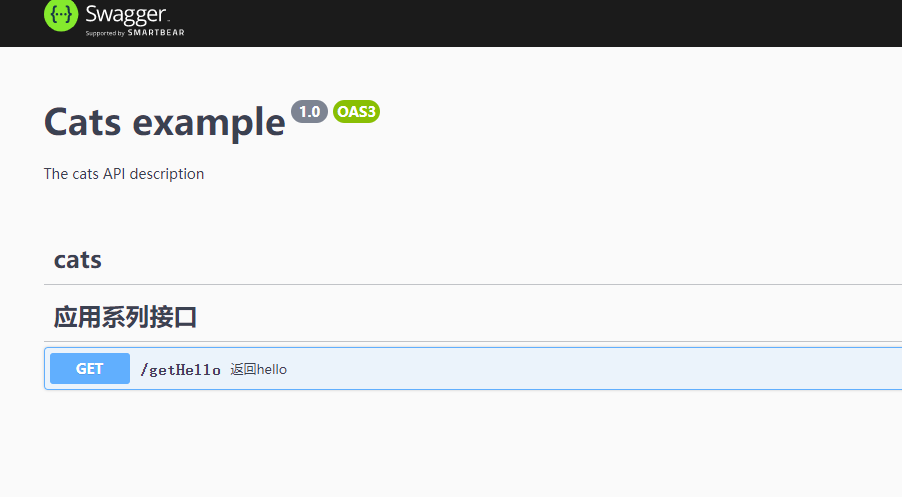 Swagger
Supported by SMARTBEAR
Cats example 1.0 OAS3
The cats API description
cats
应用系列接口
GET /getHello 返回hello